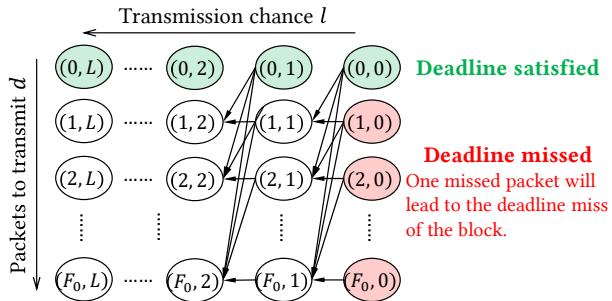 Transmission chance l
Packets to transmit d
(0, L) ...... (0, 2) (0, 1) (0, 0) Deadline satisfied
(1, L) ...... (1, 2) (1, 1) (1, 0)
Deadline missed
(2, L) ...... (2, 2) (2, 1) (2, 0)
One missed packet will
lead to the deadline miss
of the block.
(F₀, L) ...... (F₀, 2) (F₀, 1) (F₀, 0)